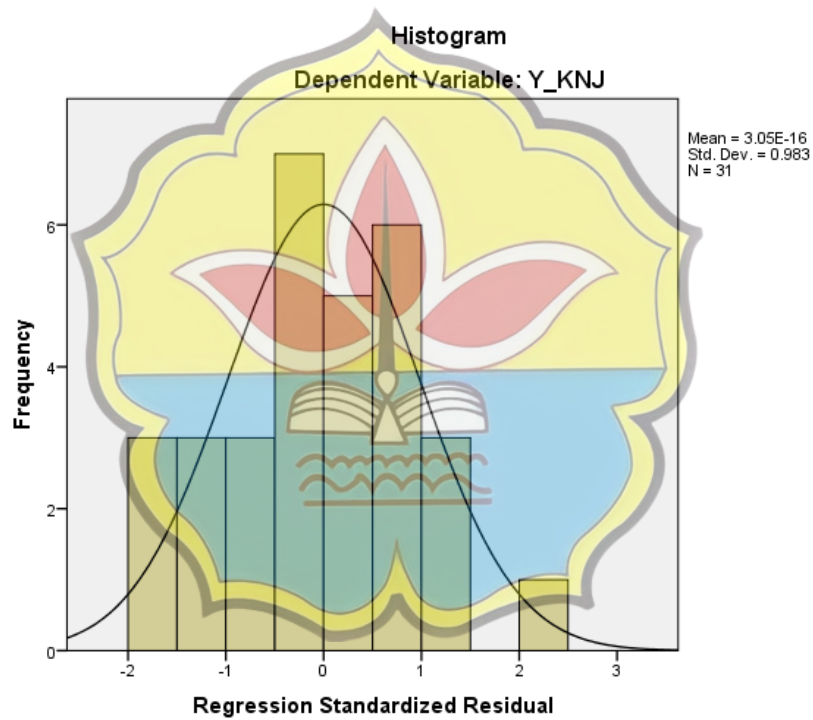 Histogram
Dependent Variable: Y_KNJ
Mean = 3.05E-16
Std. Dev. = 0.983
N = 31
Frequency
6
4
2
0
-2 -1 0 1 2 3
Regression Standardized Residual